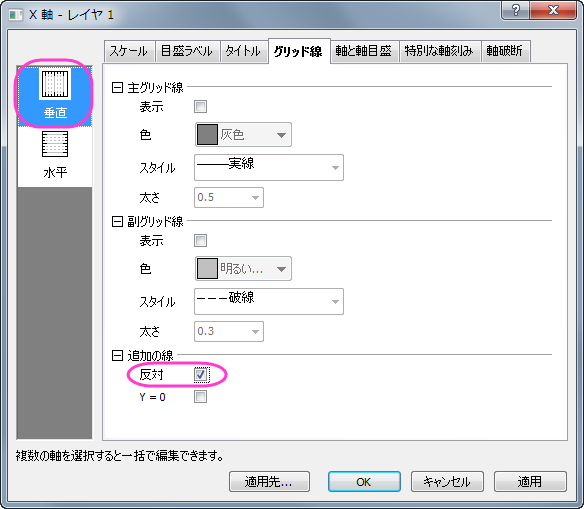 X 軸 - レイヤ 1
スケール 目盛ラベル タイトル グリッド線 軸と軸目盛 特別な軸刻み 軸破断
垂直
水平
主グリッド線
表示
色 灰色
スタイル 実線
太さ 0.5
副グリッド線
表示
色 明るい...
スタイル 破線
太さ 0.3
追加の線
反対
Y = 0
複数の軸を選択すると一括で編集できます。
適用先... OK キャンセル 適用